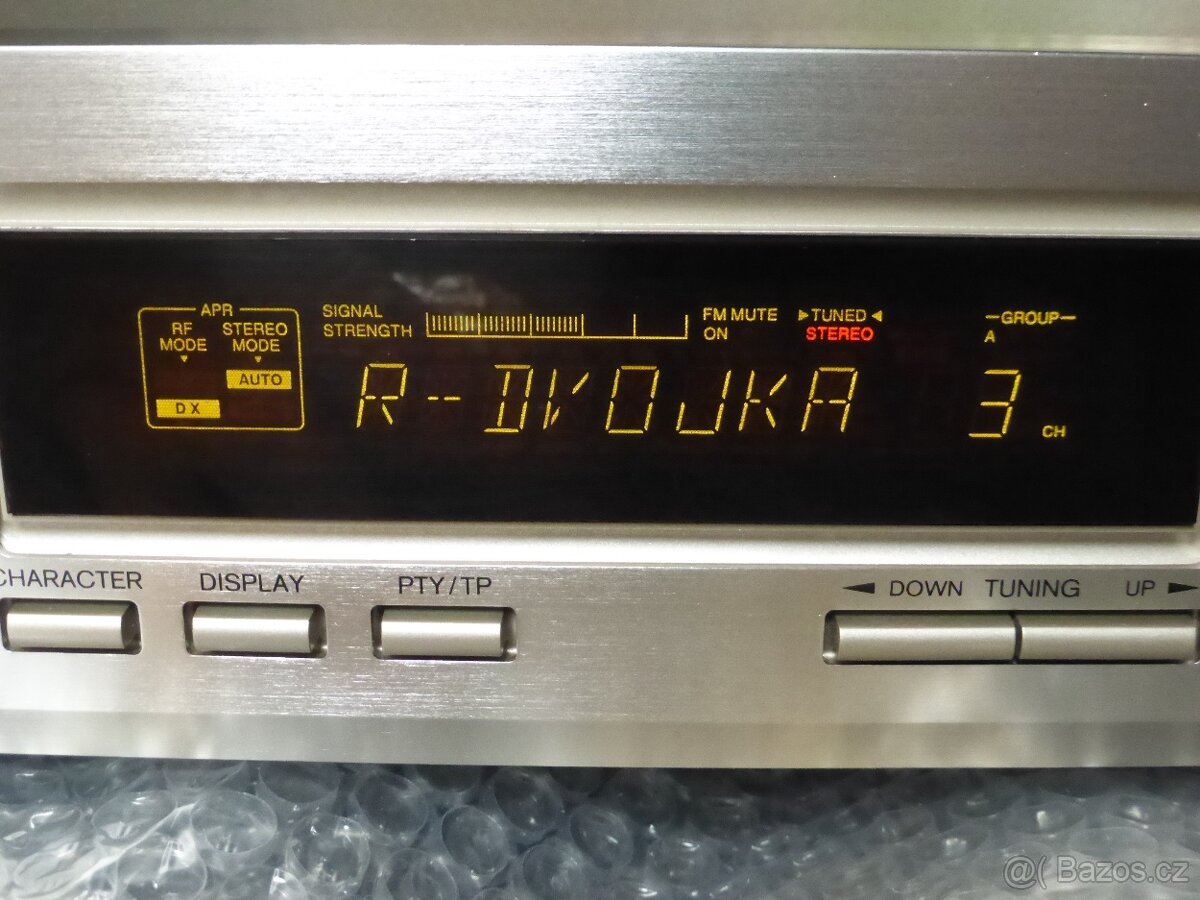 APR
RF MODE
STEREO MODE
AUTO
DX
SIGNAL STRENGTH
FM MUTE ON
TUNED
STEREO
GROUP
A
R-DVOJKA 3 CH
CHARACTER DISPLAY PTY/TP DOWN TUNING UP
@( Bazos.cz